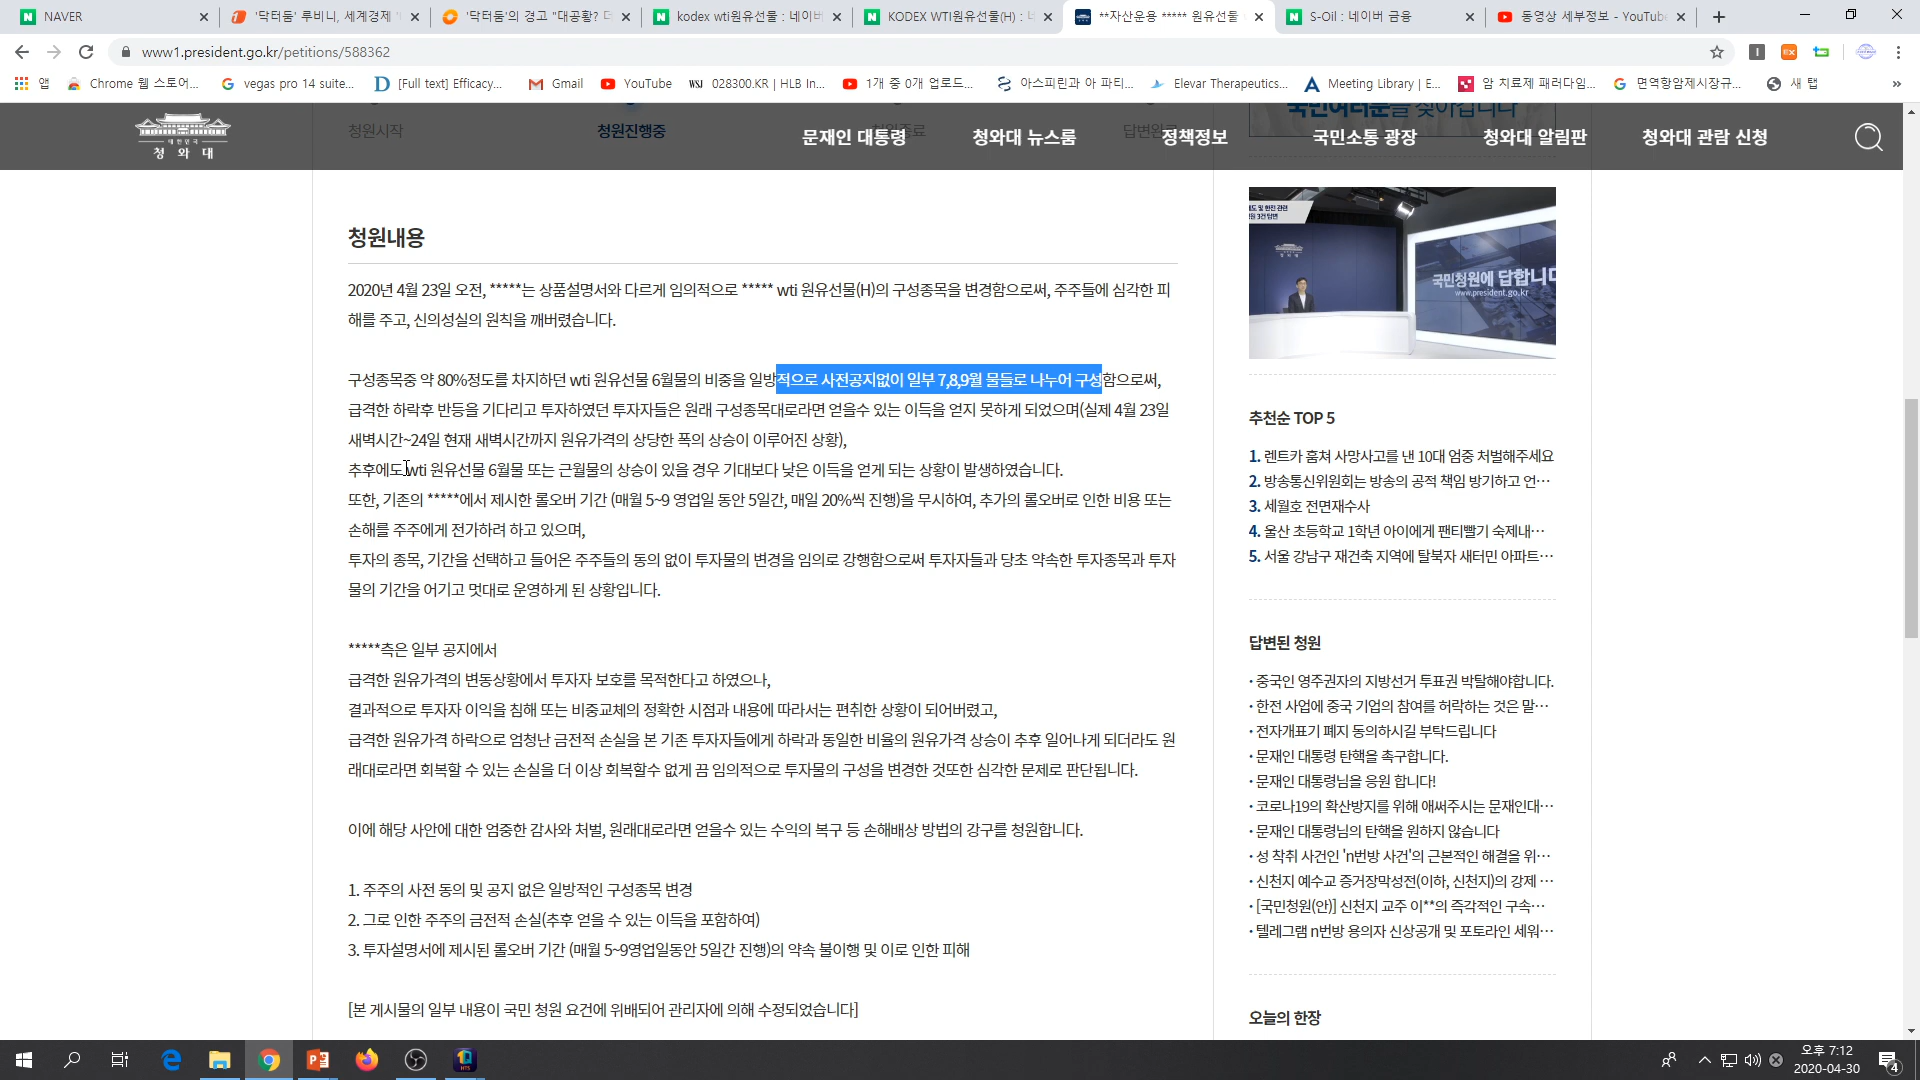 NAVER
'닥터둠' 루비니, 세계경제 '
'닥터둠'의 경고 "대공황? 더
kodex wti원유선물 : 네이버
KODEX WTI원유선물(H) : 네
**자산운용 ***** 원유선물
S-Oil : 네이버 금융
동영상 세부정보 - YouTube
www1.president.go.kr/petitions/588362
앱
Chrome 웹 스토어...
vegas pro 14 suite...
[Full text] Efficacy...
Gmail
YouTube
WSJ 028300.KR | HLB In...
1개 중 0개 업로드...
아스피린과 아 파티...
Elevar Therapeutics...
Meeting Library | E...
암 치료제 패러다임...
면역항암제시장규...
새 탭
대한민국
청와대
청원시작
청원진행중
청원종료
답변완료
문재인 대통령
청와대 뉴스룸
정책정보
국민소통 광장
청와대 알림판
청와대 관람 신청
국민여러분을 찾아갑니다
청원내용
2020년 4월 23일 오전, *****는 상품설명서와 다르게 임의적으로 ***** wti 원유선물(H)의 구성종목을 변경함으로써, 주주들에 심각한 피
해를 주고, 신의성실의 원칙을 깨버렸습니다.
구성종목중 약 80%정도를 차지하던 wti 원유선물 6월물의 비중을 일방적으로 사전공지없이 일부 7,8,9월 물들로 나누어 구성함으로써,
급격한 하락후 반등을 기다리고 투자하였던 투자자들은 원래 구성종목대로라면 얻을수 있는 이득을 얻지 못하게 되었으며(실제 4월 23일
새벽시간~24일 현재 새벽시간까지 원유가격의 상당한 폭의 상승이 이루어진 상황),
추후에도 wti 원유선물 6월물 또는 근월물의 상승이 있을 경우 기대보다 낮은 이득을 얻게 되는 상황이 발생하였습니다.
또한, 기존의 *****에서 제시한 롤오버 기간 (매월 5~9 영업일 동안 5일간, 매일 20%씩 진행)을 무시하여, 추가의 롤오버로 인한 비용 또는
손해를 주주에게 전가하려 하고 있으며,
투자의 종목, 기간을 선택하고 들어온 주주들의 동의 없이 투자물의 변경을 임의로 강행함으로써 투자자들과 당초 약속한 투자종목과 투자
물의 기간을 어기고 멋대로 운영하게 된 상황입니다.
*****측은 일부 공지에서
급격한 원유가격의 변동상황에서 투자자 보호를 목적한다고 하였으나,
결과적으로 투자자 이익을 침해 또는 비중교체의 정확한 시점과 내용에 따라서는 편취한 상황이 되어버렸고,
급격한 원유가격 하락으로 엄청난 금전적 손실을 본 기존 투자자들에게 하락과 동일한 비율의 원유가격 상승이 추후 일어나게 되더라도 원
래대로라면 회복할 수 있는 손실을 더 이상 회복할수 없게 끔 임의적으로 투자물의 구성을 변경한 것또한 심각한 문제로 판단됩니다.
이에 해당 사안에 대한 엄중한 감사와 처벌, 원래대로라면 얻을수 있는 수익의 복구 등 손해배상 방법의 강구를 청원합니다.
1. 주주의 사전 동의 및 공지 없은 일방적인 구성종목 변경
2. 그로 인한 주주의 금전적 손실(추후 얻을 수 있는 이득을 포함하여)
3. 투자설명서에 제시된 롤오버 기간 (매월 5~9영업일동안 5일간 진행)의 약속 불이행 및 이로 인한 피해
[본 게시물의 일부 내용이 국민 청원 요건에 위배되어 관리자에 의해 수정되었습니다]
국민청원에 답합니다
www.president.go.kr
추천순 TOP 5
1. 렌트카 훔쳐 사망사고를 낸 10대 엄중 처벌해주세요
2. 방송통신위원회는 방송의 공적 책임 방기하고 언…
3. 세월호 전면재수사
4. 울산 초등학교 1학년 아이에게 팬티빨기 숙제내…
5. 서울 강남구 재건축 지역에 탈북자 새터민 아파트…
답변된 청원
· 중국인 영주권자의 지방선거 투표권 박탈해야합니다.
· 한전 사업에 중국 기업의 참여를 허락하는 것은 말…
· 전자개표기 폐지 동의하시길 부탁드립니다
· 문재인 대통령 탄핵을 촉구합니다.
· 문재인 대통령님을 응원 합니다!
· 코로나19의 확산방지를 위해 애써주시는 문재인대…
· 문재인 대통령님의 탄핵을 원하지 않습니다
· 성 착취 사건인 'n번방 사건'의 근본적인 해결을 위…
· 신천지 예수교 증거장막성전(이하, 신천지)의 강제 …
· [국민청원(안)] 신천지 교주 이**의 즉각적인 구속…
· 텔레그램 n번방 용의자 신상공개 및 포토라인 세워…
오늘의 한장
오후 7:12
2020-04-30
4